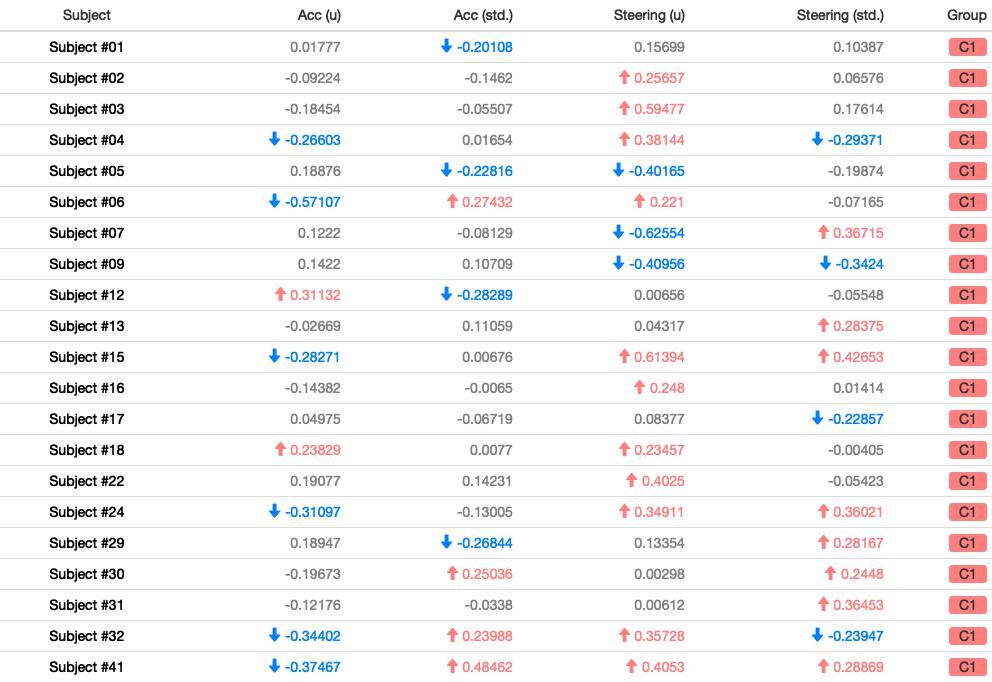 Subject Acc (u) Acc (std.) Steering (u) Steering (std.) Group
Subject #01 0.01777 -0.20108 0.15699 0.10387 C1
Subject #02 -0.09224 -0.1462 0.25657 0.06576 C1
Subject #03 -0.18454 -0.05507 0.59477 0.17614 C1
Subject #04 -0.26603 0.01654 0.38144 -0.29371 C1
Subject #05 0.18876 -0.22816 -0.40165 -0.19874 C1
Subject #06 -0.57107 0.27432 0.221 -0.07165 C1
Subject #07 0.1222 -0.08129 -0.62554 0.36715 C1
Subject #09 0.1422 0.10709 -0.40956 -0.3424 C1
Subject #12 0.31132 -0.28289 0.00656 -0.05548 C1
Subject #13 -0.02669 0.11059 0.04317 0.28375 C1
Subject #15 -0.28271 0.00676 0.61394 0.42653 C1
Subject #16 -0.14382 -0.0065 0.248 0.01414 C1
Subject #17 0.04975 -0.06719 0.08377 -0.22857 C1
Subject #18 0.23829 0.0077 0.23457 -0.00405 C1
Subject #22 0.19077 0.14231 0.4025 -0.05423 C1
Subject #24 -0.31097 -0.13005 0.34911 0.36021 C1
Subject #29 0.18947 -0.26844 0.13354 0.28167 C1
Subject #30 -0.19673 0.25036 0.00298 0.2448 C1
Subject #31 -0.12176 -0.0338 0.00612 0.36453 C1
Subject #32 -0.34402 0.23988 0.35728 -0.23947 C1
Subject #41 -0.37467 0.48462 0.4053 0.28869 C1